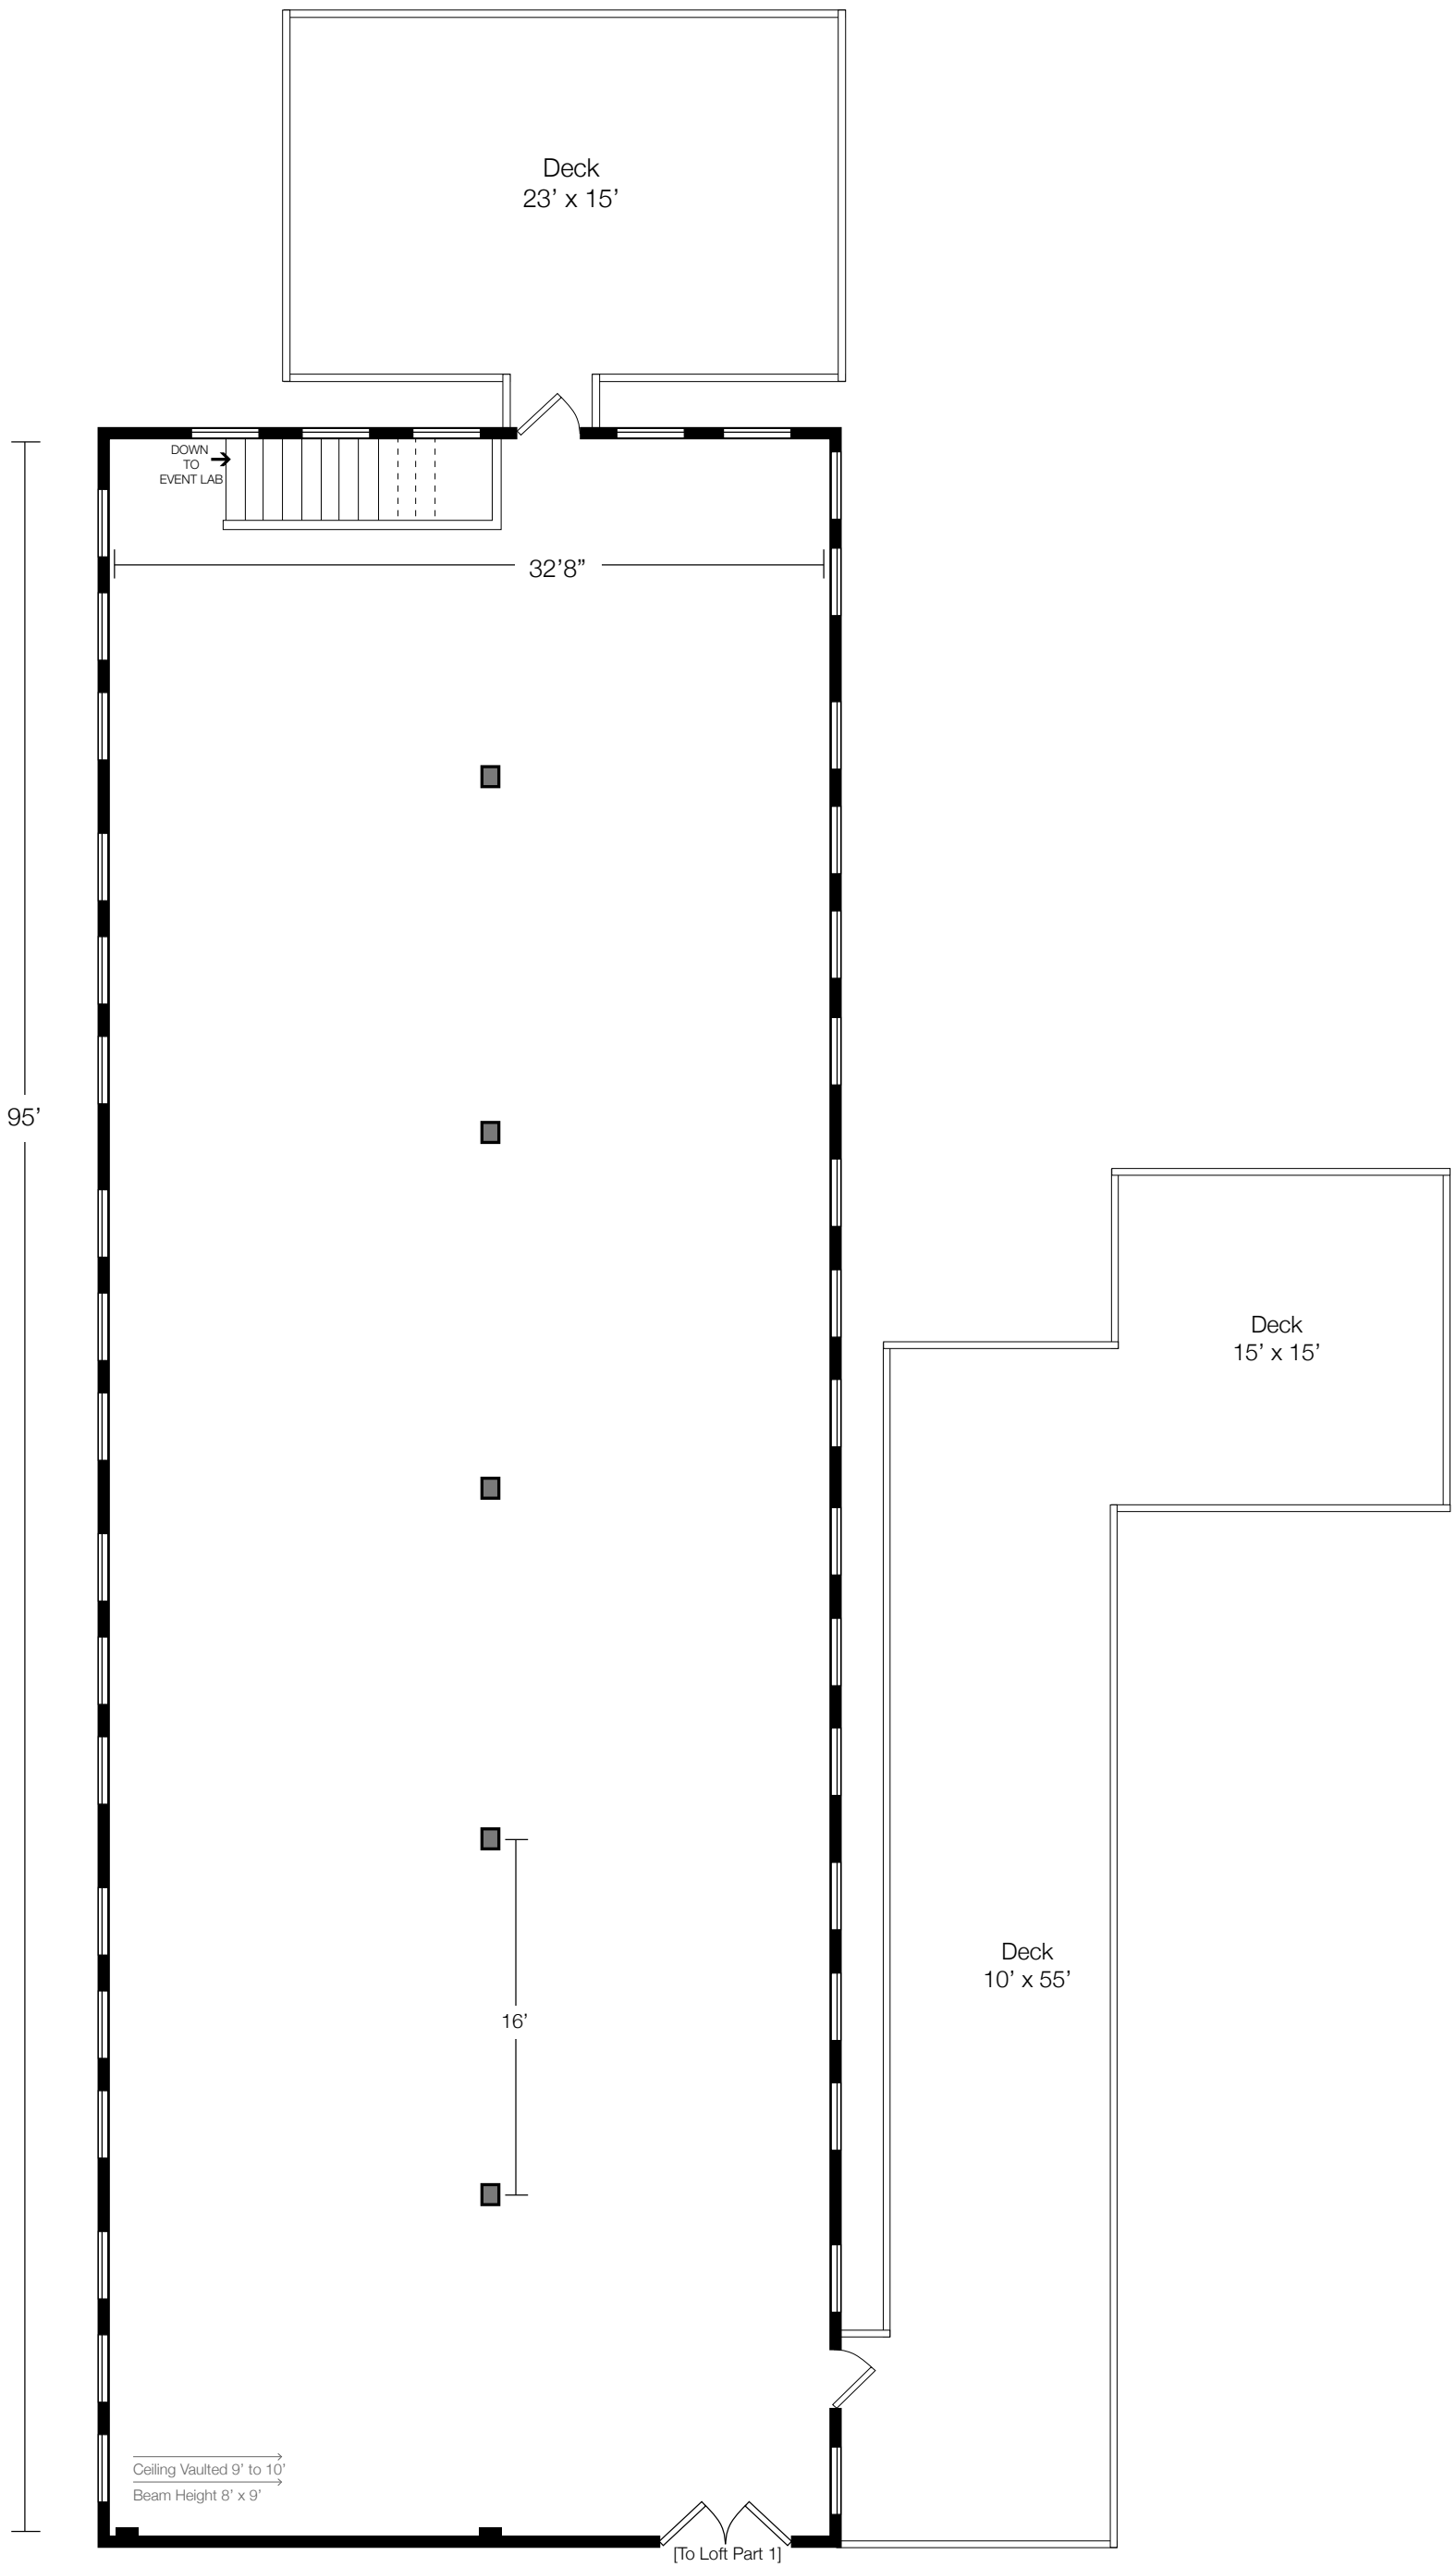 Deck
23’ x 15’
DOWN
TO
EVENT LAB
32’8”
95’
Deck
15’ x 15’
Deck
10’ x 55’
16’
Ceiling Vaulted 9’ to 10’
Beam Height 8’ x 9’
[To Loft Part 1]